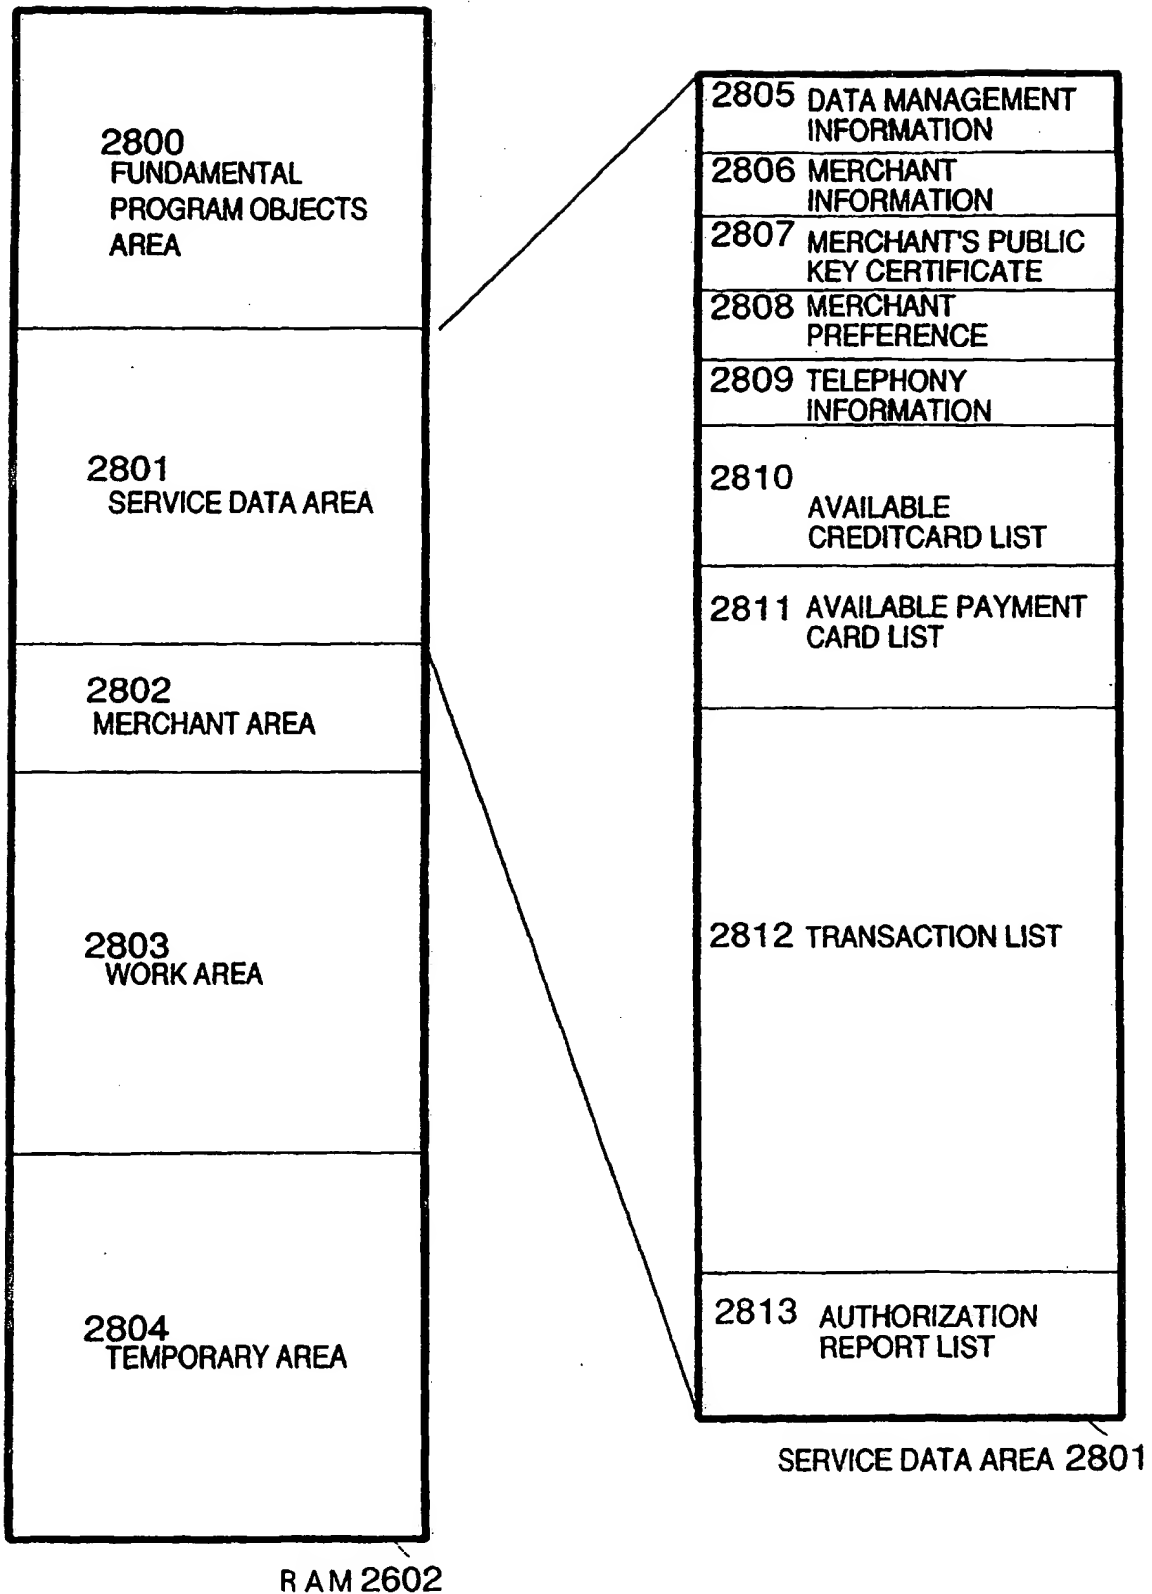 2800
FUNDAMENTAL
PROGRAM OBJECTS
AREA
2801
SERVICE DATA AREA
2802
MERCHANT AREA
2803
WORK AREA
2804
TEMPORARY AREA
RAM 2602
2805 DATA MANAGEMENT
INFORMATION
2806 MERCHANT
INFORMATION
2807 MERCHANT'S PUBLIC
KEY CERTIFICATE
2808 MERCHANT
PREFERENCE
2809 TELEPHONY
INFORMATION
2810
AVAILABLE
CREDITCARD LIST
2811 AVAILABLE PAYMENT
CARD LIST
2812 TRANSACTION LIST
2813 AUTHORIZATION
REPORT LIST
SERVICE DATA AREA 2801